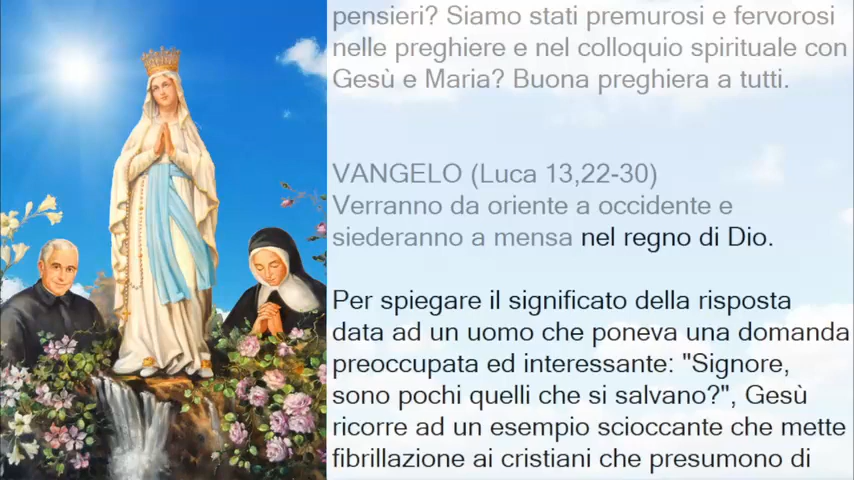 pensieri? Siamo stati premurosi e fervorosi
nelle preghiere e nel colloquio spirituale con
Gesù e Maria? Buona preghiera a tutti.
VANGELO (Luca 13,22-30)
Verranno da oriente a occidente e
siederanno a mensa nel regno di Dio.
Per spiegare il significato della risposta
data ad un uomo che poneva una domanda
preoccupata ed interessante: "Signore,
sono pochi quelli che si salvano?", Gesù
ricorre ad un esempio scioccante che mette
fibrillazione ai cristiani che presumono di